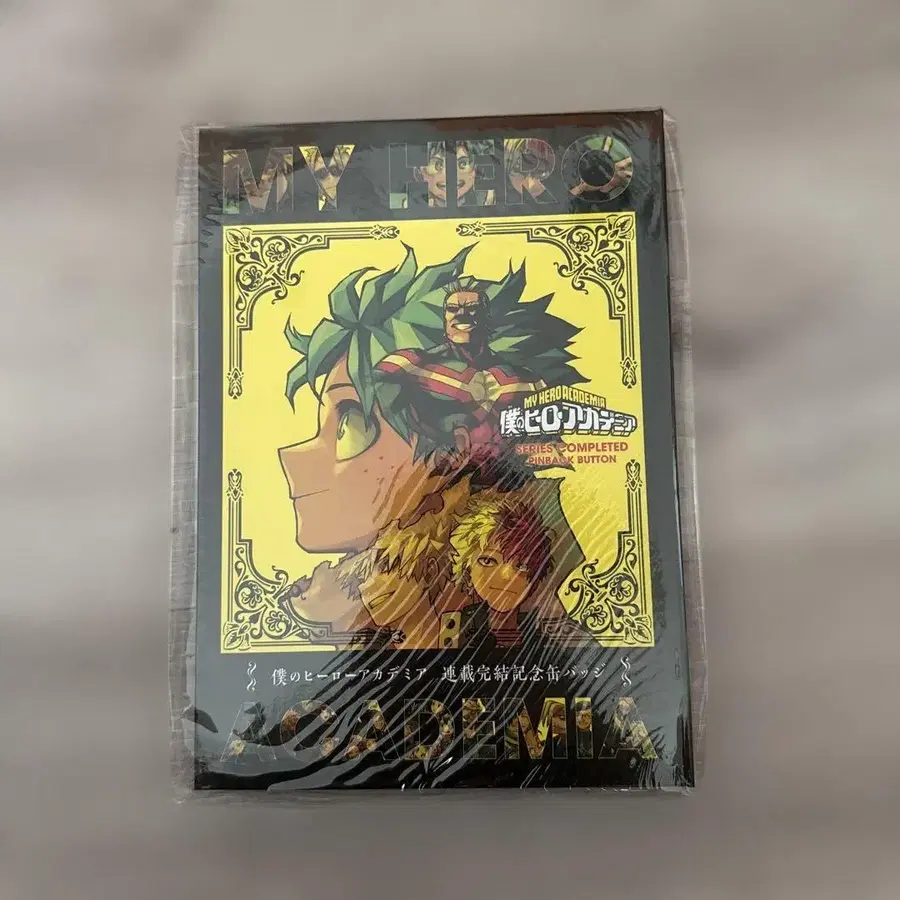 MY HERO
MY HERO ACADEMIA
僕のヒーローアカデミア
SERIES COMPLETED
PINBACK BUTTON
僕のヒーローアカデミア 連載完結記念缶バッジ
ACADEMIA